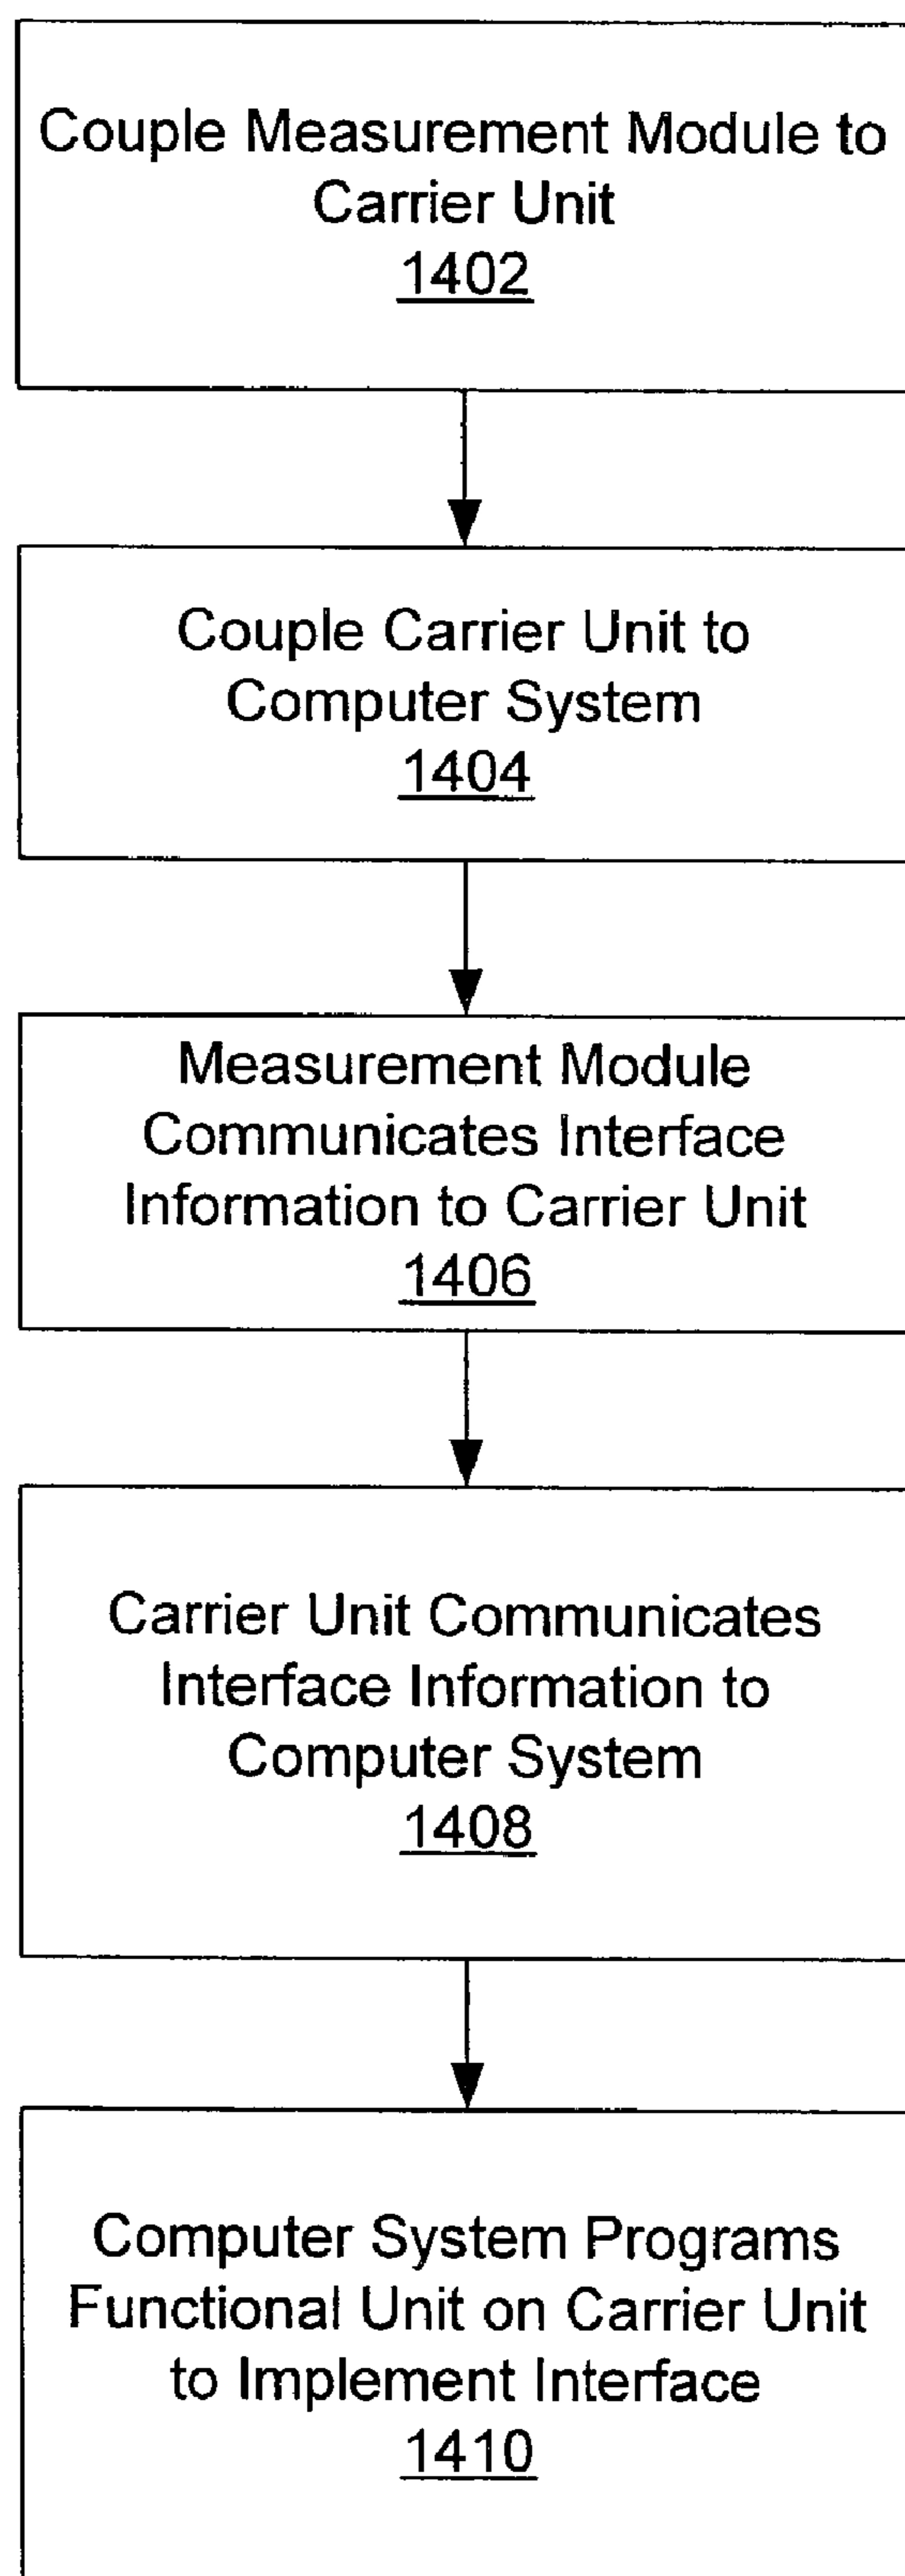 Couple Measurement Module to
Carrier Unit
1402
Couple Carrier Unit to
Computer System
1404
Measurement Module
Communicates Interface
Information to Carrier Unit
1406
Carrier Unit Communicates
Interface Information to
Computer System
1408
Computer System Programs
Functional Unit on Carrier Unit
to Implement Interface
1410